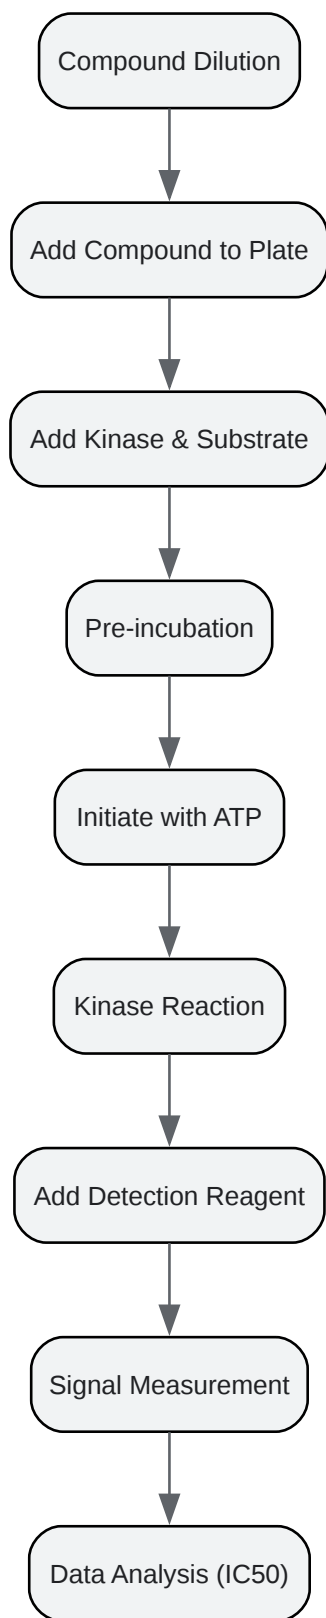 Compound Dilution
Add Compound to Plate
Add Kinase & Substrate
Pre-incubation
Initiate with ATP
Kinase Reaction
Add Detection Reagent
Signal Measurement
Data Analysis (IC50)